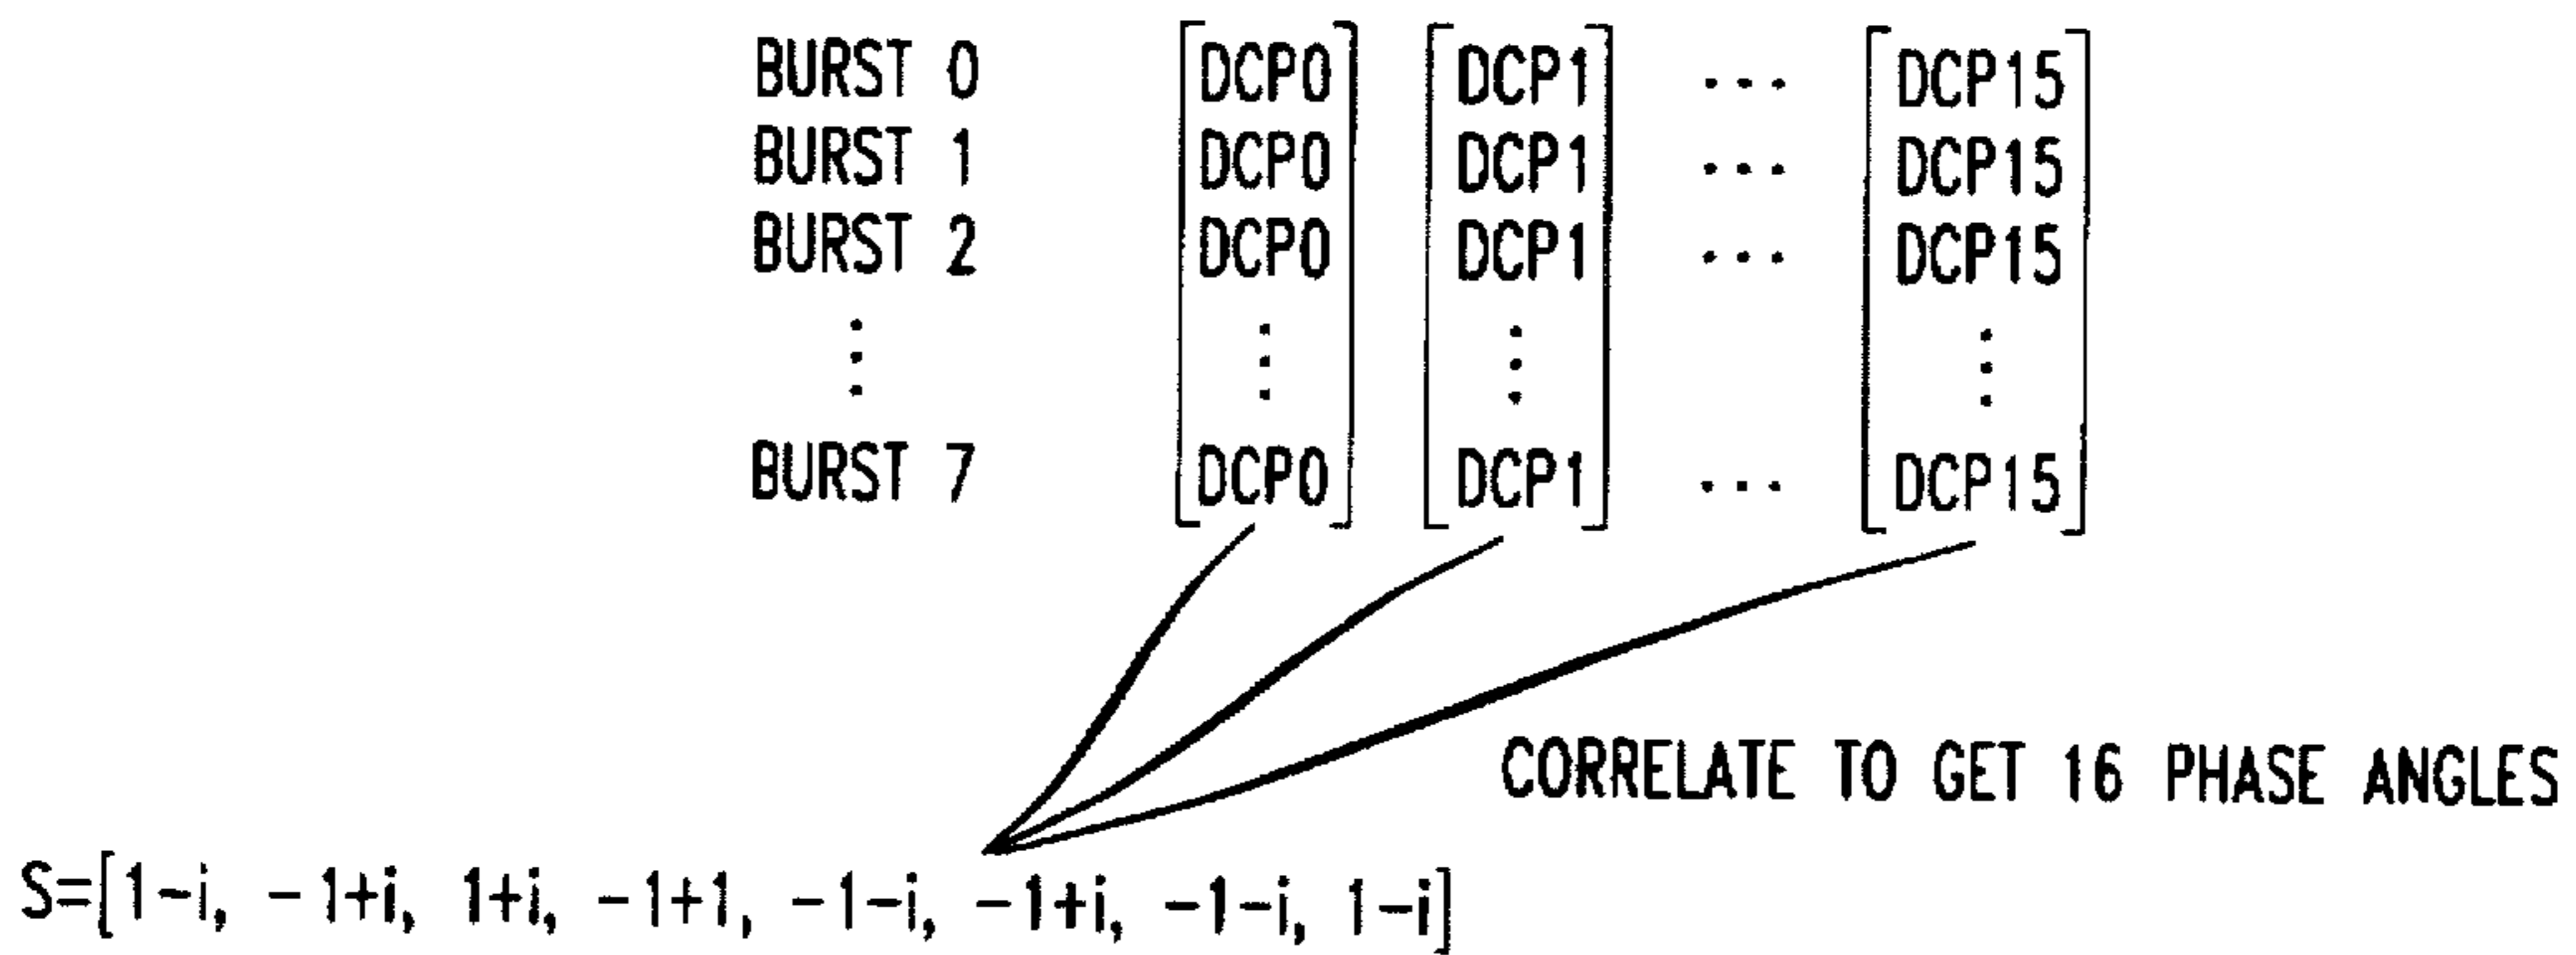 BURST 0 [DCP0] [DCP1] ... [DCP15]
BURST 1 [DCP0] [DCP1] ... [DCP15]
BURST 2 [DCP0] [DCP1] ... [DCP15]
BURST 7 [DCP0] [DCP1] ... [DCP15]
CORRELATE TO GET 16 PHASE ANGLES
S=[1-i, -1+i, 1+i, -1+1, -1-i, -1+i, -1-i, 1-i]